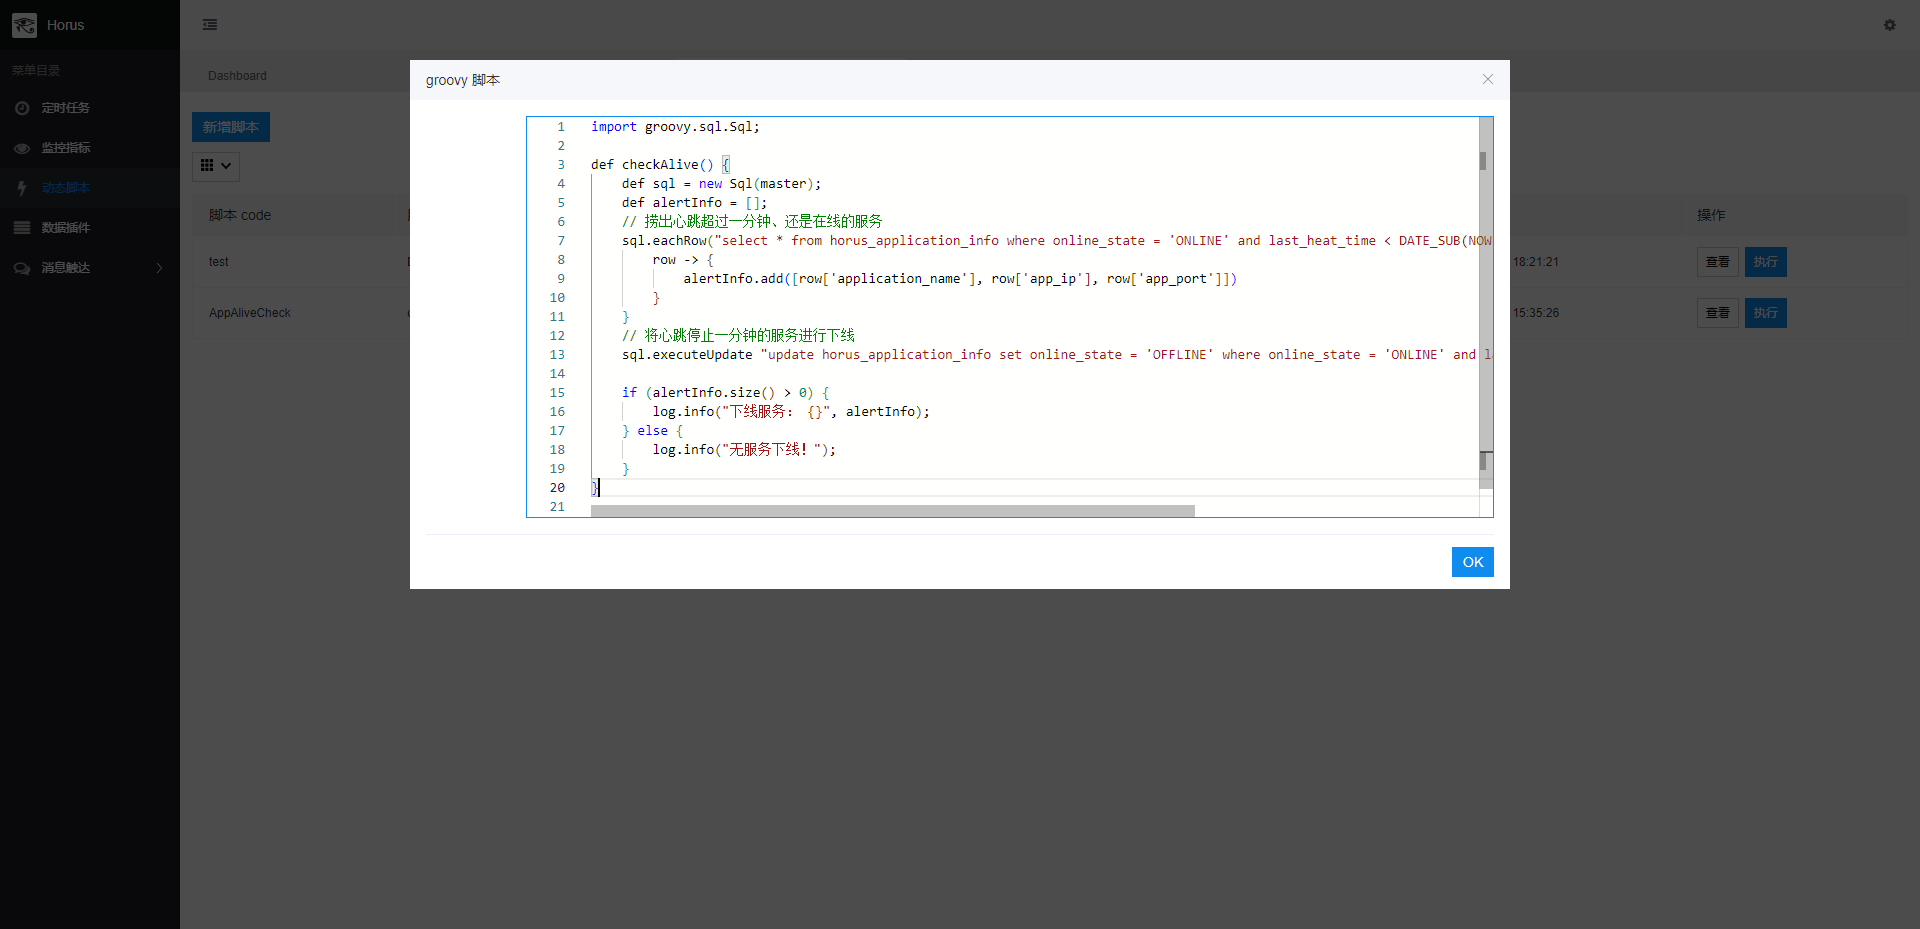 Horus
菜单目录
定时任务
监控指标
动态脚本
数据插件
消息触达
Dashboard
新增脚本
脚本 code
操作
test
18:21:21
查看
执行
AppAliveCheck
15:35:26
查看
执行
groovy 脚本
1 import groovy.sql.Sql;
2
3 def checkAlive() {
4 def sql = new Sql(master);
5 def alertInfo = [];
6 // 捞出心跳超过一分钟、还是在线的服务
7 sql.eachRow("select * from horus_application_info where online_state = 'ONLINE' and last_heat_time < DATE_SUB(NOW
8 row -> {
9 alertInfo.add([row['application_name'], row['app_ip'], row['app_port']])
10 }
11 }
12 // 将心跳停止一分钟的服务进行下线
13 sql.executeUpdate "update horus_application_info set online_state = 'OFFLINE' where online_state = 'ONLINE' and l
14
15 if (alertInfo.size() > 0) {
16 log.info("下线服务: {}", alertInfo);
17 } else {
18 log.info("无服务下线! ");
19 }
20 }
21
OK